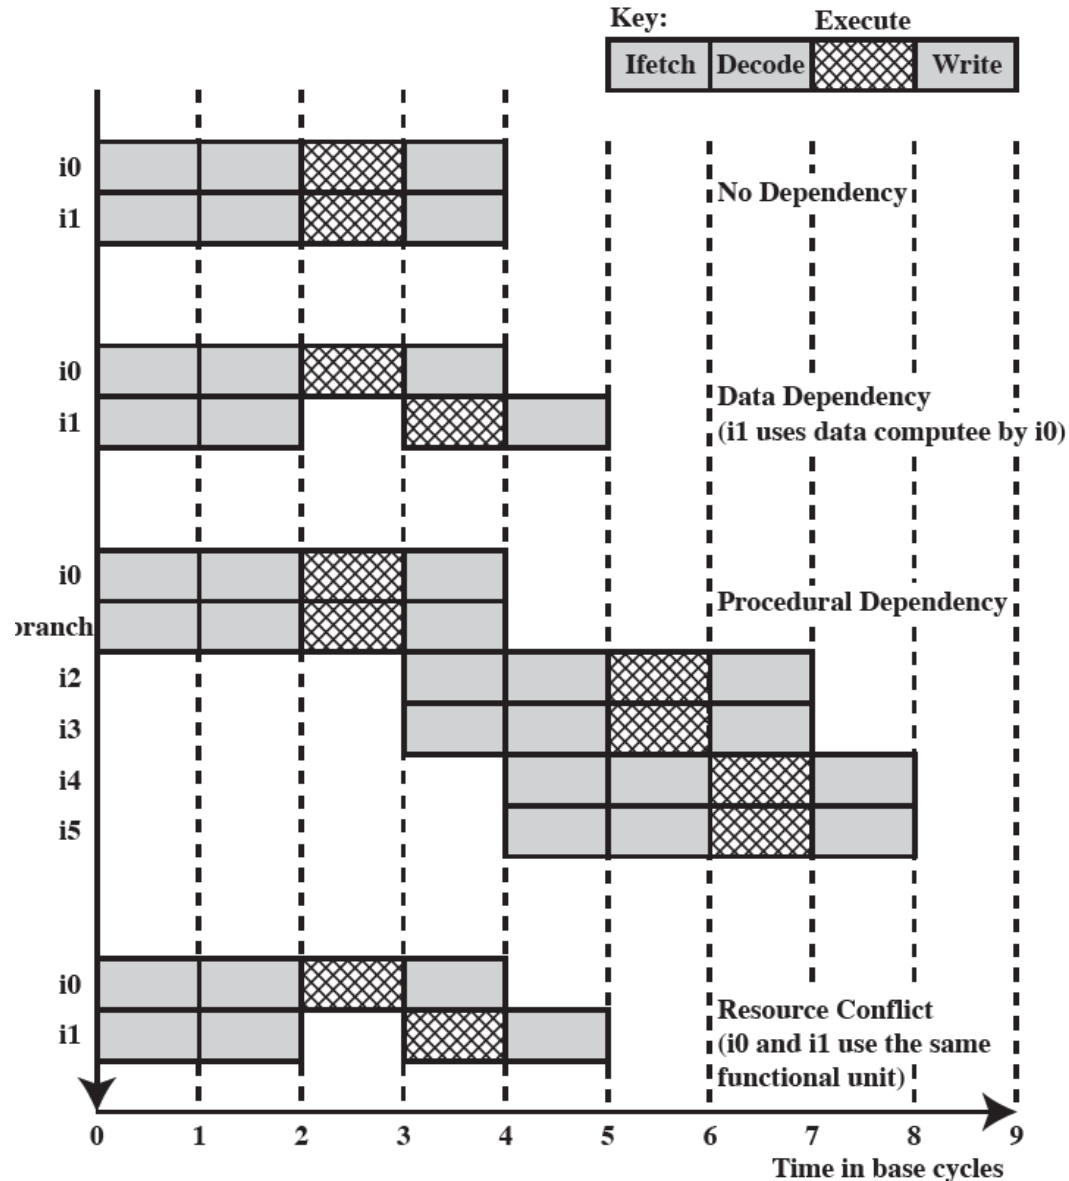 Key:
Execute
Ifetch Decode Write
i0
i1
No Dependency
i0
i1
Data Dependency
(i1 uses data computee by i0)
i0
branch
Procedural Dependency
i2
i3
i4
i5
i0
i1
Resource Conflict
(i0 and i1 use the same
functional unit)
0 1 2 3 4 5 6 7 8 9
Time in base cycles